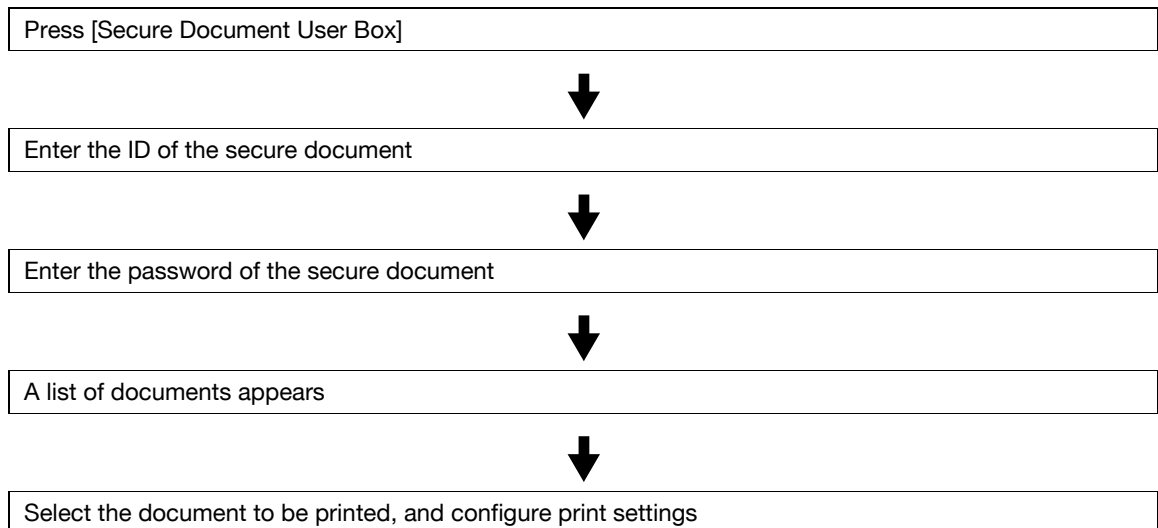 Press [Secure Document User Box]
Enter the ID of the secure document
Enter the password of the secure document
A list of documents appears
Select the document to be printed, and configure print settings